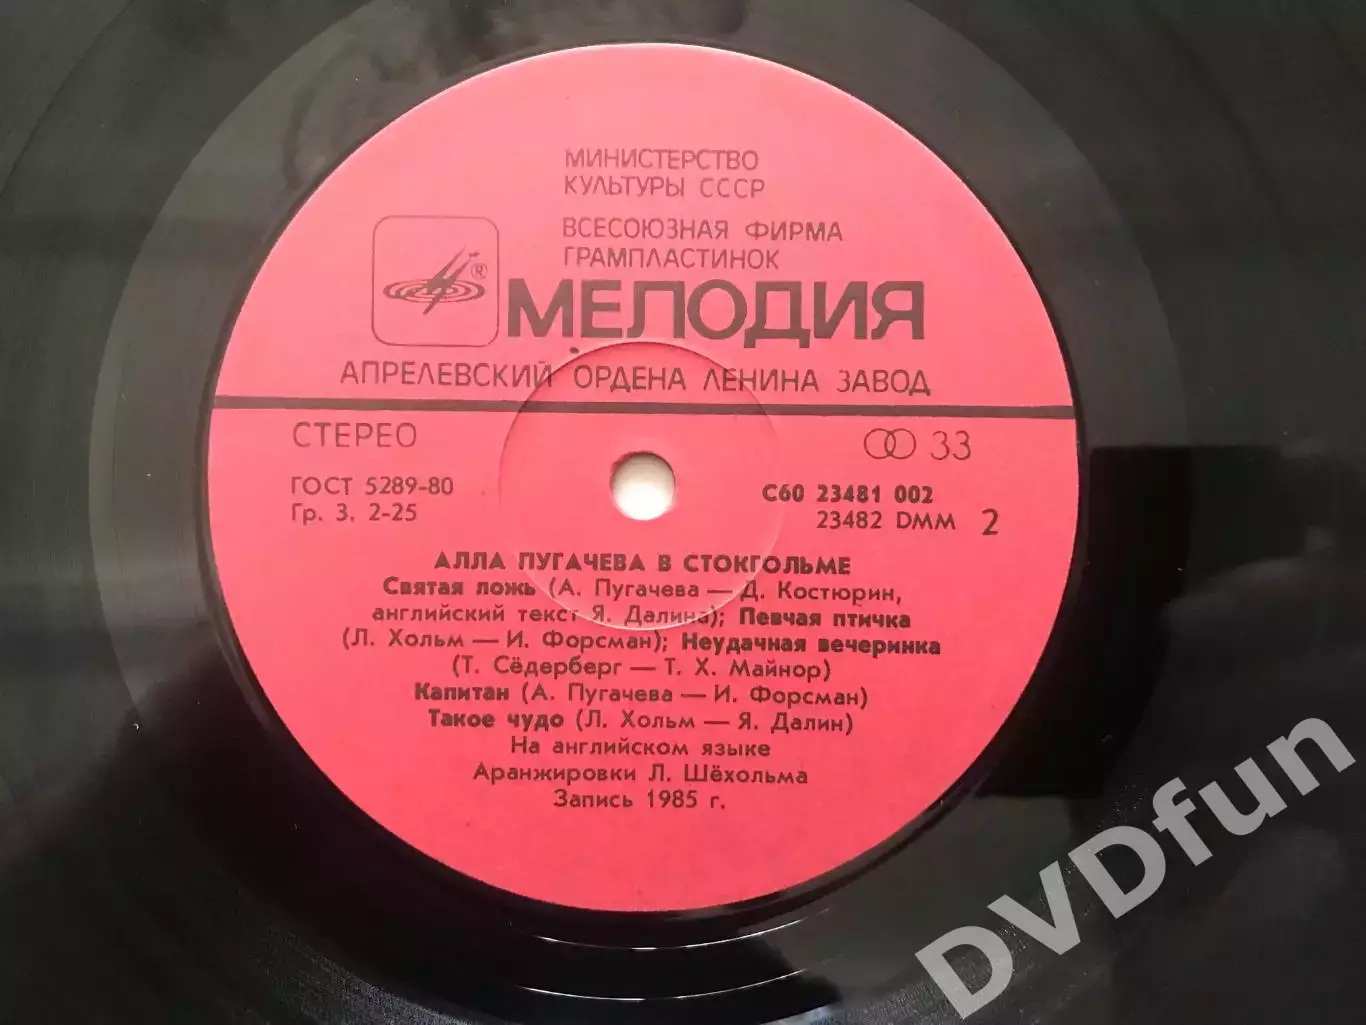 МИНИСТЕРСТВО
КУЛЬТУРЫ СССР
ВСЕСОЮЗНАЯ ФИРМА
ГРАМПЛАСТИНОК
®
МЕЛОДИЯ
АПРЕЛЕВСКИЙ ОРДЕНА ЛЕНИНА ЗАВОД
СТЕРЕО
33
ГОСТ 5289-80
Гр. 3. 2-25
С60 23481 002
23482 DMM 2
АЛЛА ПУГАЧЕВА В СТОКГОЛЬМЕ
Святая ложь (А. Пугачева — Д. Костюрин,
английский текст Я. Далина); Певчая птичка
(Л. Хольм — И. Форсман); Неудачная вечеринка
(Т. Сёдерберг — Т. Х. Майнор)
Капитан (А. Пугачева — И. Форсман)
Такое чудо (Л. Хольм — Я. Далин)
На английском языке
Аранжировки Л. Шёхольма
Запись 1985 г.
DVDfun